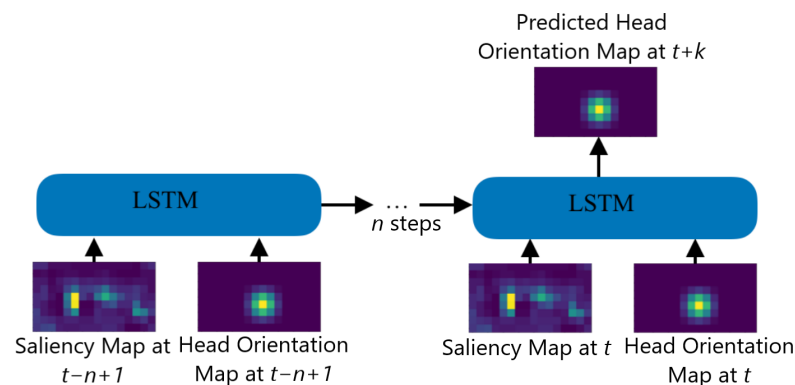 Predicted Head
Orientation Map at t+k
LSTM
...
n steps
LSTM
Saliency Map at
t−n+1
Head Orientation
Map at t−n+1
Saliency Map at t
Head Orientation
Map at t